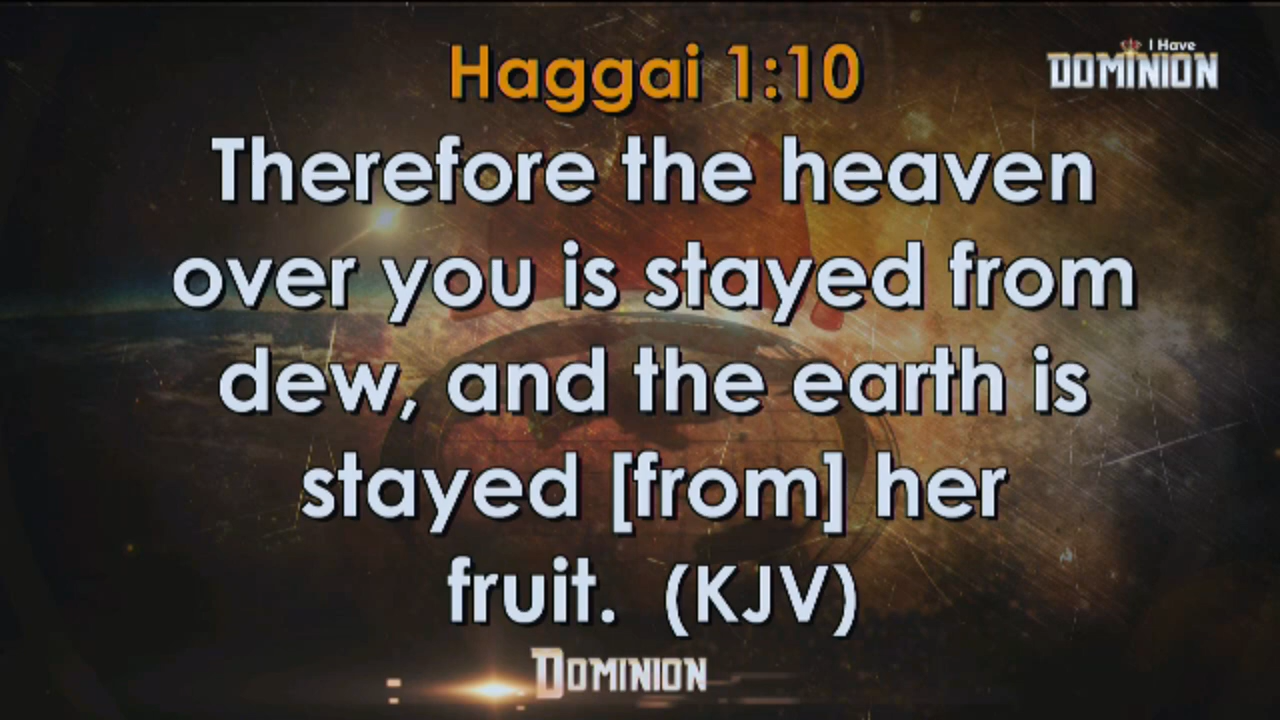 Haggai 1:10
I Have
DOMINION
Therefore the heaven
over you is stayed from
dew, and the earth is
stayed [from] her
fruit. (KJV)
DOMINION